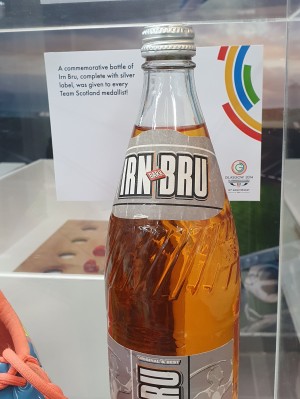 A commemorative bottle of
Irn Bru, complete with silver
label, was given to every
Team Scotland medallist!
GLASGOW 2014
BARR
IRN-BRU
BRU